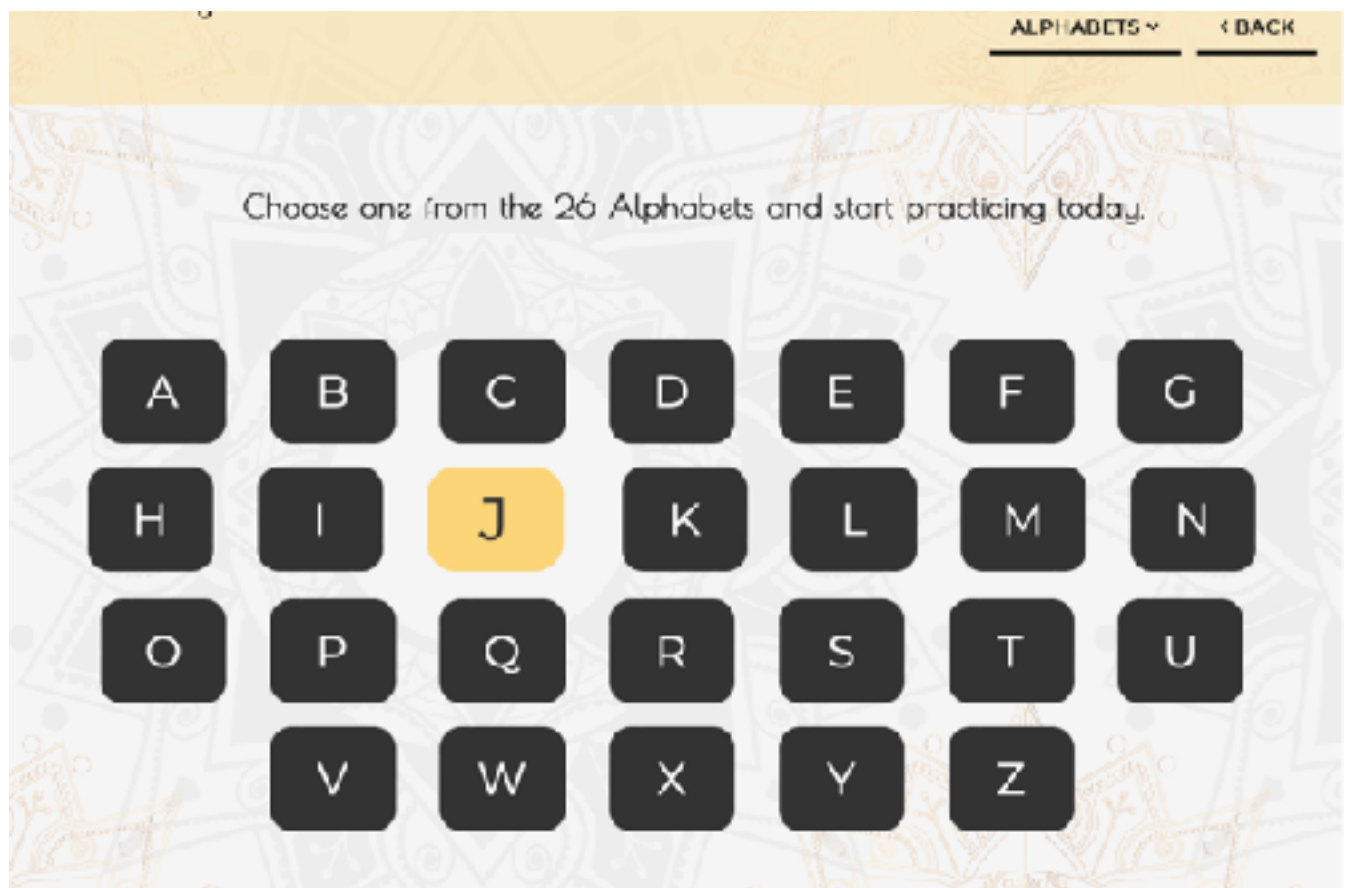 ALPHABETS ˅ ‹ BACK
Choose one from the 26 Alphabets and start practicing today.
A B C D E F G
H I J K L M N
O P Q R S T U
V W X Y Z